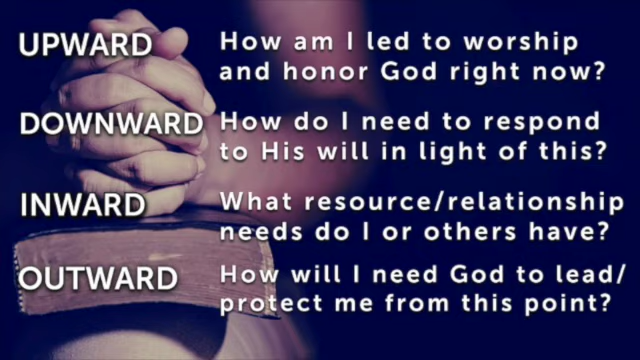 UPWARD How am I led to worship
and honor God right now?
DOWNWARD How do I need to respond
to His will in light of this?
INWARD What resource/relationship
needs do I or others have?
OUTWARD How will I need God to lead/
protect me from this point?